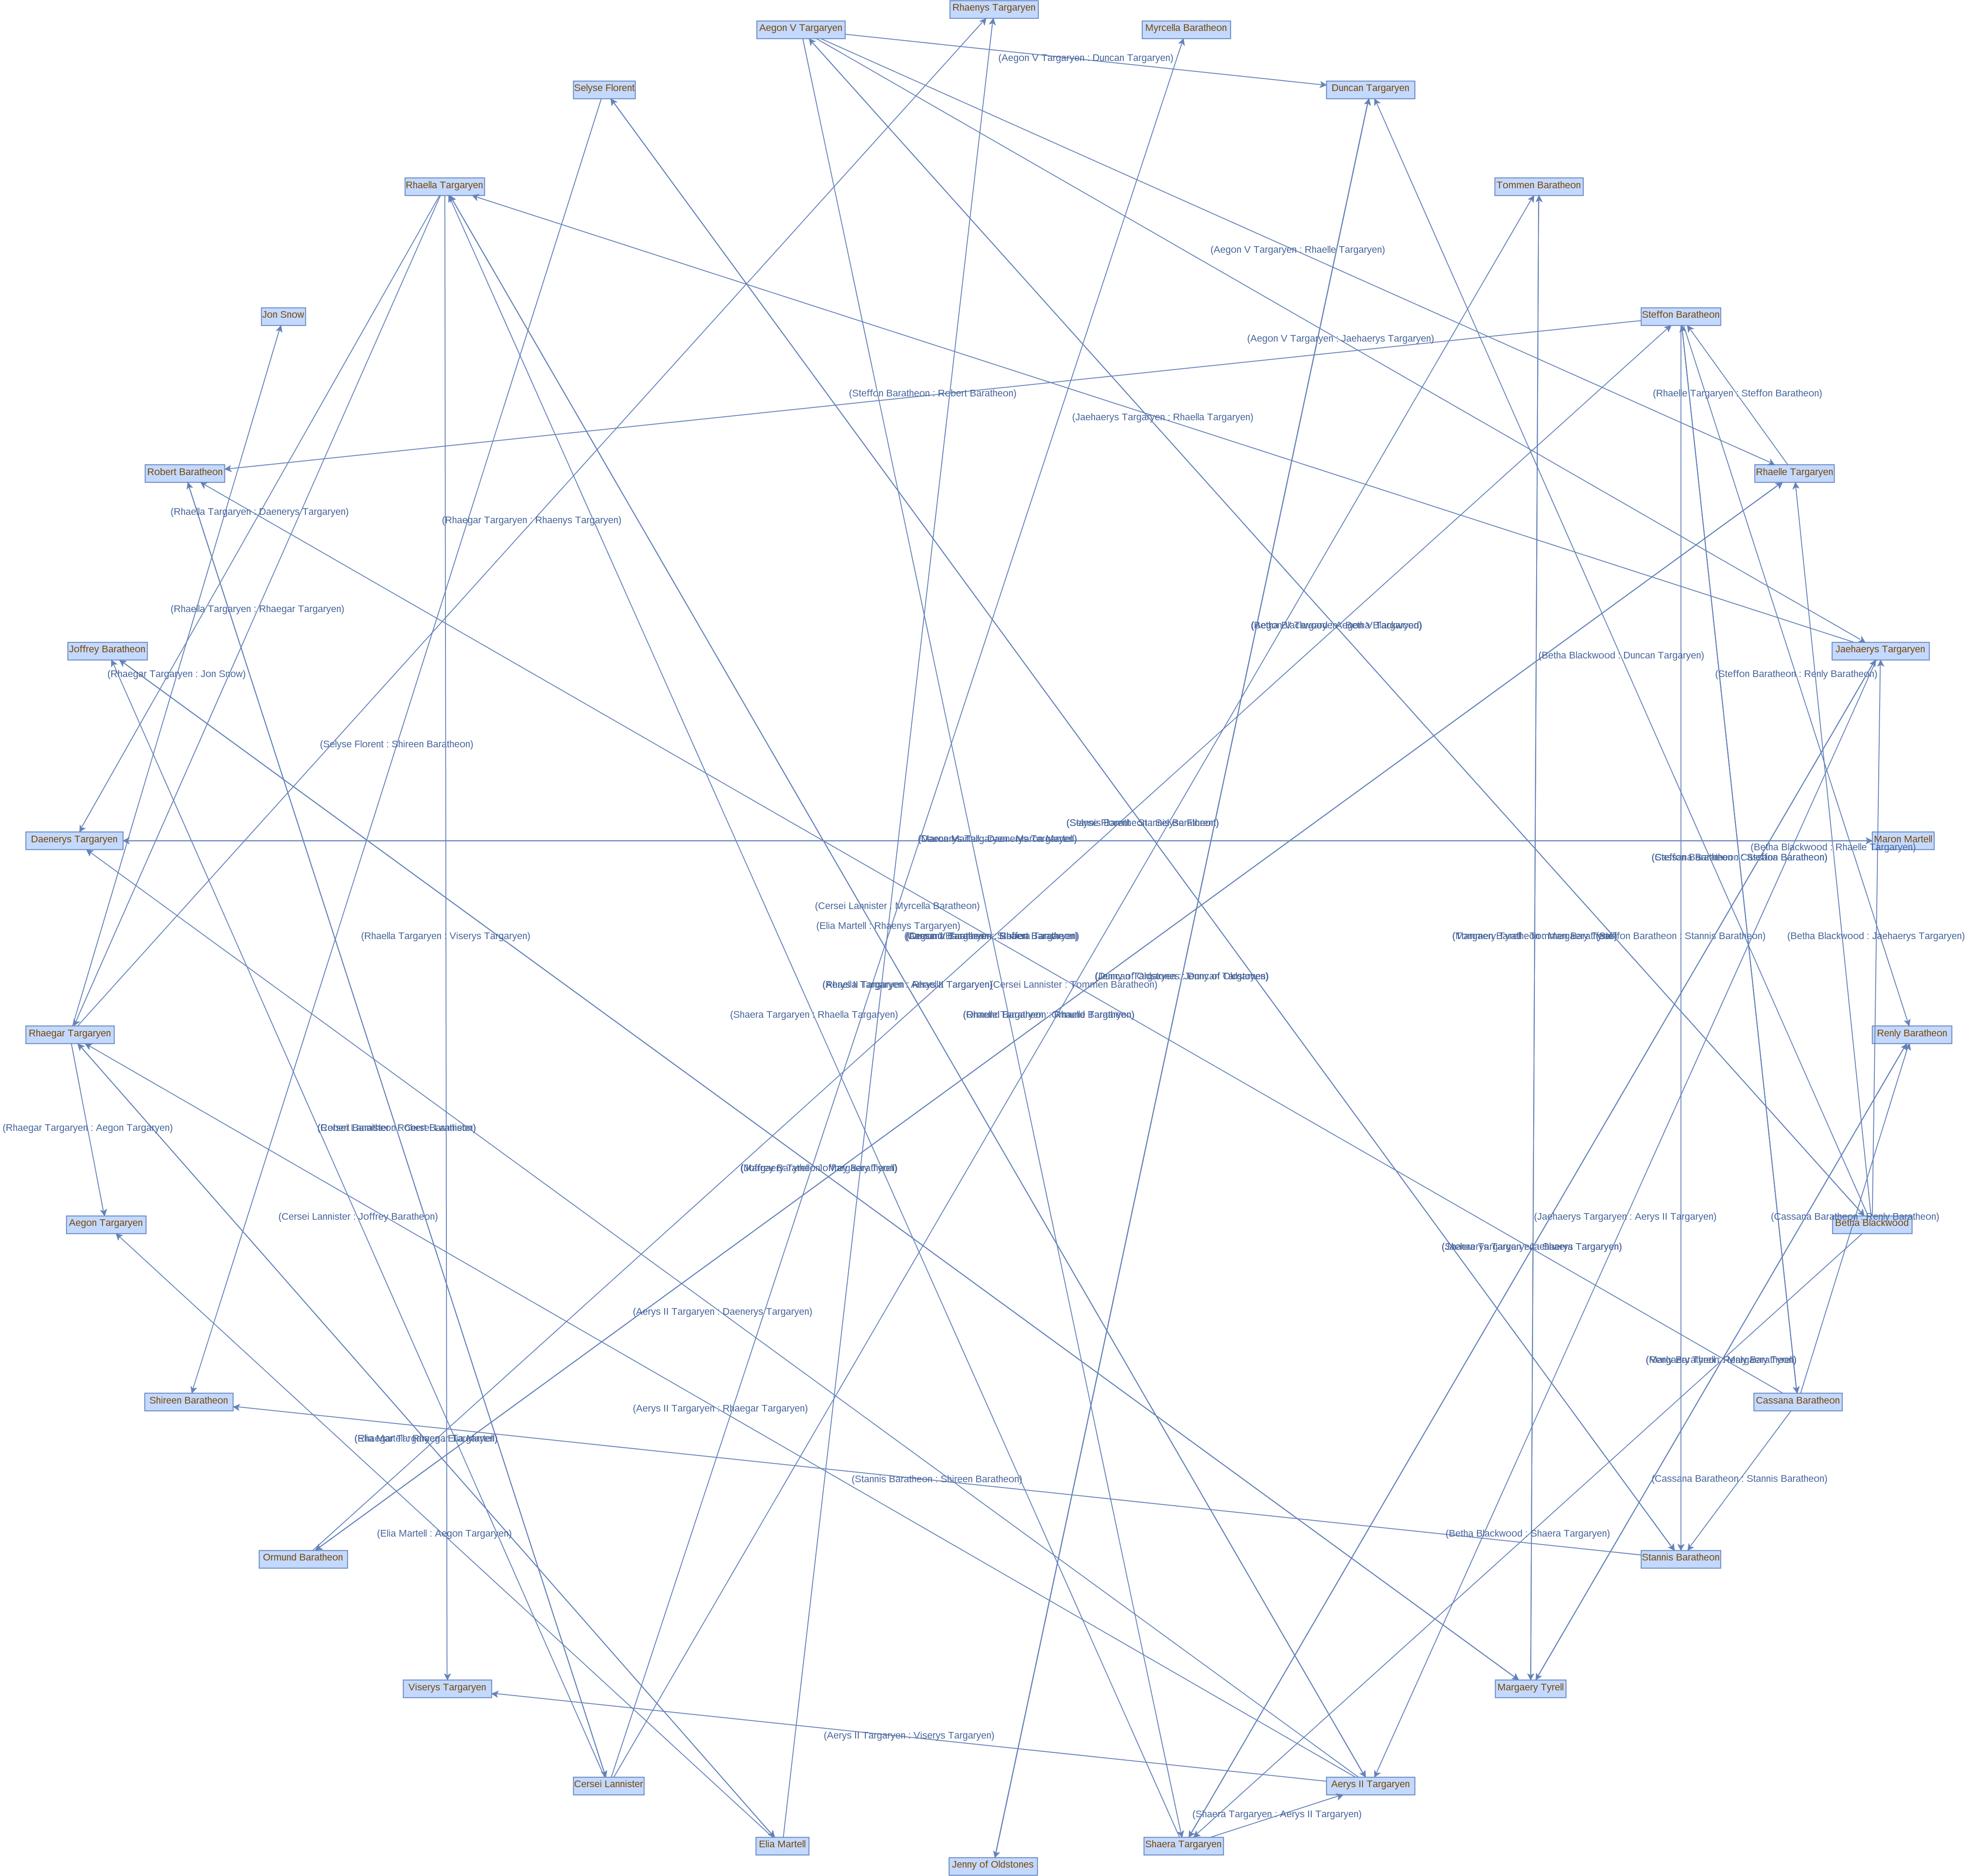 Rhaenys Targaryen
Aegon V Targaryen
Myrcella Baratheon
(Aegon V Targaryen : Duncan Targaryen)
Selyse Florent
Duncan Targaryen
Rhaella Targaryen
Tommen Baratheon
(Aegon V Targaryen : Rhaelle Targaryen)
Jon Snow
Steffon Baratheon
(Aegon V Targaryen : Jaehaerys Targaryen)
(Steffon Baratheon : Robert Baratheon)
(Rhaelle Targaryen : Steffon Baratheon)
(Jaehaerys Targaryen : Rhaella Targaryen)
Robert Baratheon
Rhaelle Targaryen
(Rhaella Targaryen : Daenerys Targaryen)
(Rhaegar Targaryen : Rhaenys Targaryen)
(Rhaella Targaryen : Rhaegar Targaryen)
Joffrey Baratheon
Jaehaerys Targaryen
(Betha Blackwood : Duncan Targaryen)
(Rhaegar Targaryen : Jon Snow)
(Steffon Baratheon : Renly Baratheon)
(Selyse Florent : Shireen Baratheon)
Daenerys Targaryen
Maron Martell
(Betha Blackwood : Rhaelle Targaryen)
(Cersei Lannister : Myrcella Baratheon)
(Elia Martell : Rhaenys Targaryen)
(Rhaella Targaryen : Viserys Targaryen)
(Steffon Baratheon : Stannis Baratheon)
(Betha Blackwood : Jaehaerys Targaryen)
(Cersei Lannister : Tommen Baratheon)
(Shaera Targaryen : Rhaella Targaryen)
Rhaegar Targaryen
Renly Baratheon
(Rhaegar Targaryen : Aegon Targaryen)
(Cersei Lannister : Joffrey Baratheon)
(Jaehaerys Targaryen : Aerys II Targaryen)
(Cassana Baratheon : Renly Baratheon)
Aegon Targaryen
Betha Blackwood
(Aerys II Targaryen : Daenerys Targaryen)
Shireen Baratheon
Cassana Baratheon
(Aerys II Targaryen : Rhaegar Targaryen)
(Stannis Baratheon : Shireen Baratheon)
(Cassana Baratheon : Stannis Baratheon)
(Elia Martell : Aegon Targaryen)
(Betha Blackwood : Shaera Targaryen)
Ormund Baratheon
Stannis Baratheon
Viserys Targaryen
Margaery Tyrell
(Aerys II Targaryen : Viserys Targaryen)
Cersei Lannister
Aerys II Targaryen
(Shaera Targaryen : Aerys II Targaryen)
Elia Martell
Shaera Targaryen
Jenny of Oldstones